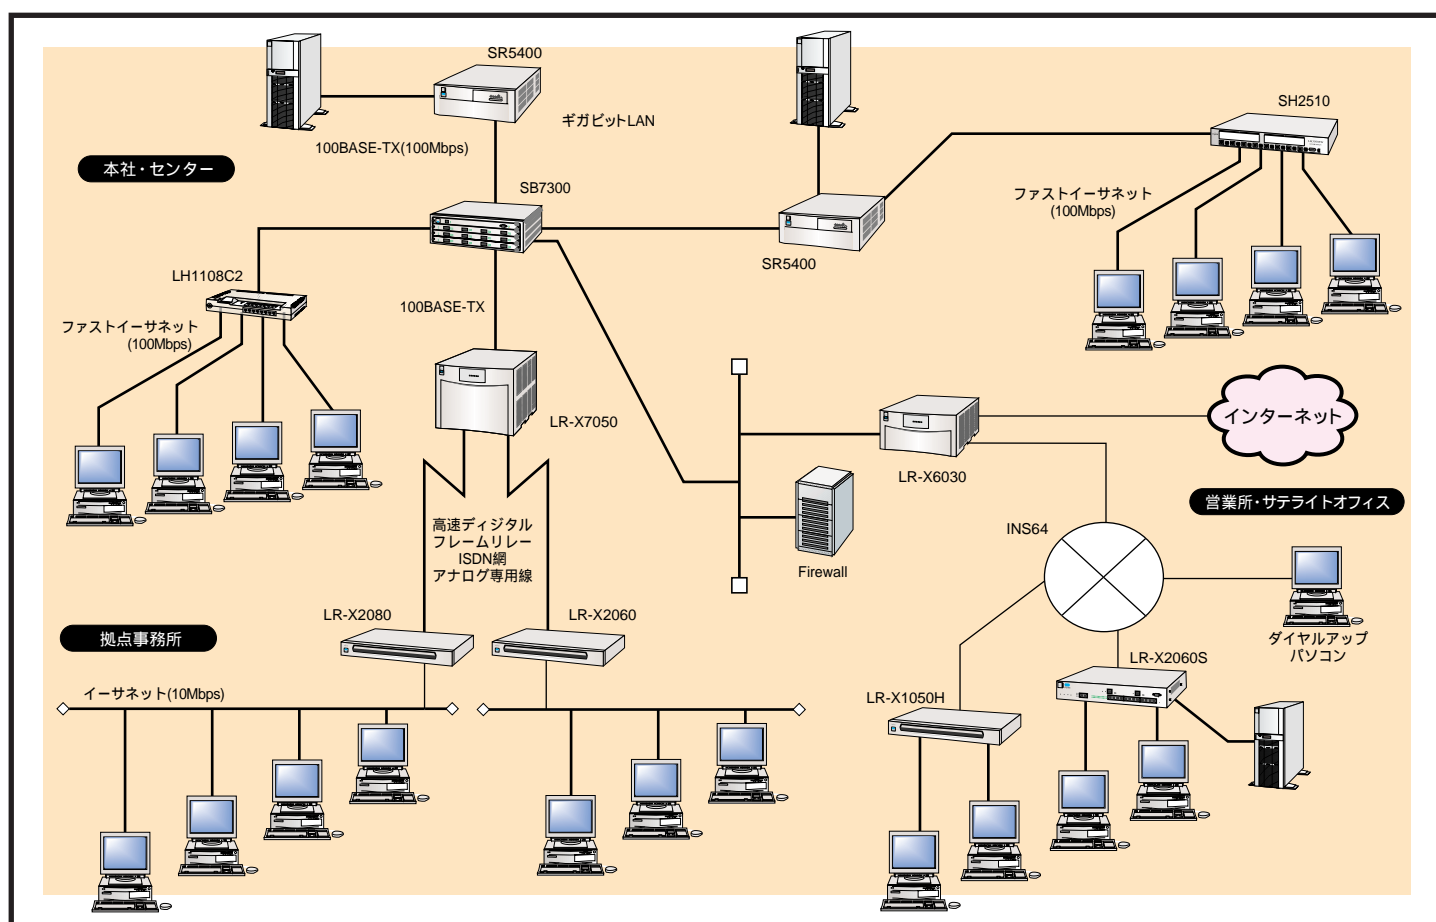 SR5400
ギガビットLAN
100BASE-TX(100Mbps)
本社・センター
SB7300
SH2510
ファストイーサネット
(100Mbps)
SR5400
LH1108C2
ファストイーサネット
(100Mbps)
100BASE-TX
LR-X7050
インターネット
LR-X6030
営業所・サテライトオフィス
INS64
Firewall
高速ディジタル
フレームリレー
ISDN網
アナログ専用線
LR-X2080
LR-X2060
拠点事務所
イーサネット(10Mbps)
ダイヤルアップ
パソコン
LR-X2060S
LR-X1050H